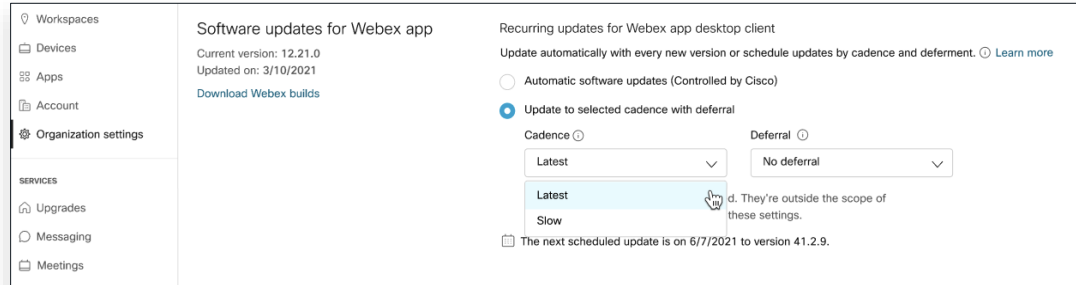 Workspaces
Devices
Apps
Account
Organization settings
SERVICES
Upgrades
Messaging
Meetings
Software updates for Webex app
Current version: 12.21.0
Updated on: 3/10/2021
Download Webex builds
Recurring updates for Webex app desktop client
Update automatically with every new version or schedule updates by cadence and deferment. Learn more
Automatic software updates (Controlled by Cisco)
Update to selected cadence with deferral
Cadence
Deferral
Latest
No deferral
Latest
Slow
d. They're outside the scope of
these settings.
The next scheduled update is on 6/7/2021 to version 41.2.9.